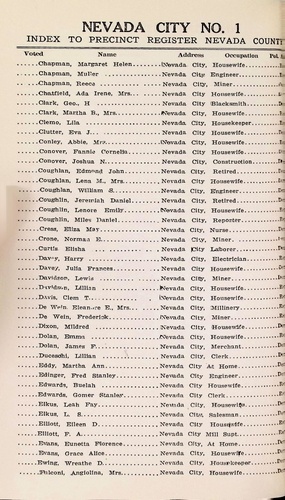 NEVADA CITY NO. 1
INDEX TO PRECINCT REGISTER NEVADA COUNT
Voted Name Address Occupation Pol.
Chapman, Margaret Helen Nevada City, Housewife
Chapman, Muller Nevada City Engineer
Chapman, Reece Nevada City, Miner
Chatfield, Ada Irene, Mrs. Nevada City, Housewife
Clark, Geo. H Nevada City Blacksmith
Clark, Martha B., Mrs. Nevada City, Housewife
Clemo, Lila Nevada City, Housekeeper
Clutter, Eva J. Nevada City, Housewife
Conley, Abbie, Mrs. Nevada City, Housewife
Conover, Fannie Cornelia Nevada City, Housewife
Conover, Joshua N. Nevada City, Construction
Coughlan, Edmond John Nevada City, Retired
Coughlan, Lena M., Mrs. Nevada City, Housewife
Coughlan, William S. Nevada City, Engineer
Coughlin, Jeremiah Daniel Nevada City, Retired
Coughlin, Lenore Emily Nevada City, Housewife
Coughlin, Miles Daniel Nevada City, Reporter
Cress, Eliza May Nevada City, Nurse
Crone, Norman E. Nevada City, Miner
Curtis Elisha Nevada City Laborer
Davey, Harry Nevada City, Electrician
Davey, Julia Frances Nevada City, Housewife
Davidson, Lewis Nevada City, Miner
Davidson, Lillian Nevada City, Housewife
Davis, Clem T. Nevada City, Housewife
De Wein, Eleanore E., Mrs. Nevada City, Millinery
De Wein, Frederick Nevada City, Miner
Dixon, Mildred Nevada City, Housewife
Dolan, Emma Nevada City, Housewife
Dolan, James F. Nevada City, Merchant
Ducasdhi, Lillian Nevada City, Clerk
Eddy, Martha Ann Nevada City At Home
Edinger, Fred Stanley Nevada City Engineer
Edwards, Buelah Nevada City Housewife
Edwards, Gomer Stanler Nevada City Clerk
Elkus, Leah Fay Nevada City, Housewife
Elkus, L. S. Nevada City, Salesman
Elliott, Eileen D Nevada City Housewife
Elliott, F. A. Nevada City Mill Supt.
Evans, Eunetta Florence Nevada City, At Home
Evans, Grace Alice Nevada City, Housewife
Ewing, Wreatha D. Nevada City, Housekeeper
Angiolina, Mrs. Nevada City, Housewife